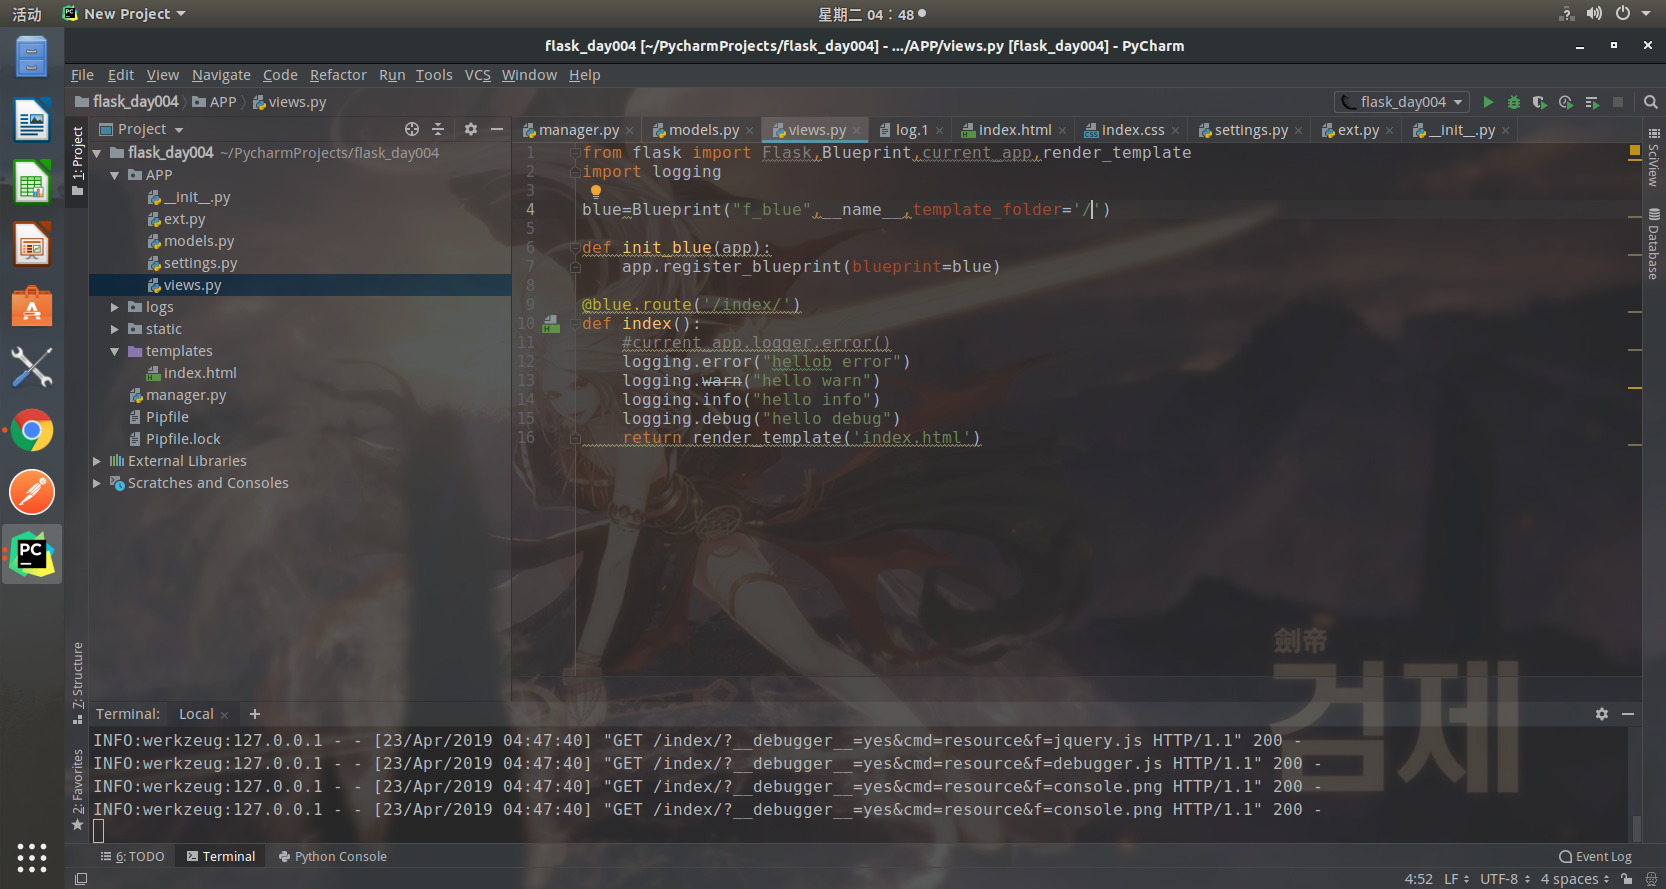 活动
New Project
星期二 04：48
flask_day004 [~/PycharmProjects/flask_day004] - .../APP/views.py [flask_day004] - PyCharm
File Edit View Navigate Code Refactor Run Tools VCS Window Help
flask_day004 APP views.py
flask_day004
Project
manager.py models.py views.py log.1 index.html index.css settings.py ext.py __init__.py
1: Project
flask_day004 ~/PycharmProjects/flask_day004
APP
__init__.py
ext.py
models.py
settings.py
views.py
logs
static
templates
index.html
manager.py
Pipfile
Pipfile.lock
External Libraries
Scratches and Consoles
1 from flask import Flask,Blueprint,current_app,render_template
2 import logging
3
4 blue=Blueprint("f_blue",__name__,template_folder='/')
5
6 def init_blue(app):
7 app.register_blueprint(blueprint=blue)
8
9 @blue.route('/index/')
10 def index():
11 #current_app.logger.error()
12 logging.error("hellob error")
13 logging.warn("hello warn")
14 logging.info("hello info")
15 logging.debug("hello debug")
16 return render_template('index.html')
SciView
Database
劍帝
검제
7: Structure
2: Favorites
Terminal: Local
INFO:werkzeug:127.0.0.1 - - [23/Apr/2019 04:47:40] "GET /index/?__debugger__=yes&cmd=resource&f=jquery.js HTTP/1.1" 200 -
INFO:werkzeug:127.0.0.1 - - [23/Apr/2019 04:47:40] "GET /index/?__debugger__=yes&cmd=resource&f=debugger.js HTTP/1.1" 200 -
INFO:werkzeug:127.0.0.1 - - [23/Apr/2019 04:47:40] "GET /index/?__debugger__=yes&cmd=resource&f=console.png HTTP/1.1" 200 -
INFO:werkzeug:127.0.0.1 - - [23/Apr/2019 04:47:40] "GET /index/?__debugger__=yes&cmd=resource&f=console.png HTTP/1.1" 200 -
6: TODO Terminal Python Console Event Log
4:52 LF UTF-8 4 spaces